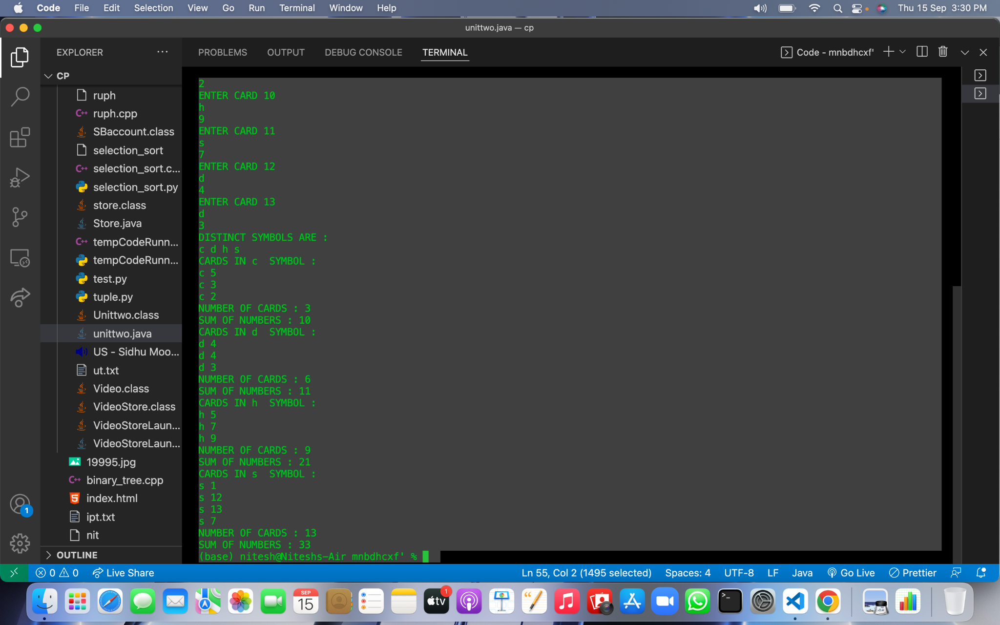 Code File Edit Selection View Go Run Terminal Window Help Thu 15 Sep 3:30 PM
unittwo.java — cp
EXPLORER ··· PROBLEMS OUTPUT DEBUG CONSOLE TERMINAL Code - mnbdhcxf'
CP
ruph
C++ ruph.cpp
SBaccount.class
selection_sort
C++ selection_sort.c...
selection_sort.py
store.class
Store.java
C++ tempCodeRunn...
tempCodeRunn...
test.py
tuple.py
Unittwo.class
unittwo.java
US - Sidhu Moo...
ut.txt
Video.class
VideoStore.class
VideoStoreLaun...
VideoStoreLaun...
19995.jpg
C++ binary_tree.cpp
5 index.html
ipt.txt
nit
OUTLINE
1
2
ENTER CARD 10
h
9
ENTER CARD 11
s
7
ENTER CARD 12
d
4
ENTER CARD 13
d
3
DISTINCT SYMBOLS ARE :
c d h s
CARDS IN c  SYMBOL :
c 5
c 3
c 2
NUMBER OF CARDS : 3
SUM OF NUMBERS : 10
CARDS IN d  SYMBOL :
d 4
d 4
d 3
NUMBER OF CARDS : 6
SUM OF NUMBERS : 11
CARDS IN h  SYMBOL :
h 5
h 7
h 9
NUMBER OF CARDS : 9
SUM OF NUMBERS : 21
CARDS IN s  SYMBOL :
s 1
s 12
s 13
s 7
NUMBER OF CARDS : 13
SUM OF NUMBERS : 33
(base) nitesh@Niteshs-Air mnbdhcxf' %
0 0 Live Share Ln 55, Col 2 (1495 selected) Spaces: 4 UTF-8 LF Java Go Live Prettier
SEP
15
tv 1